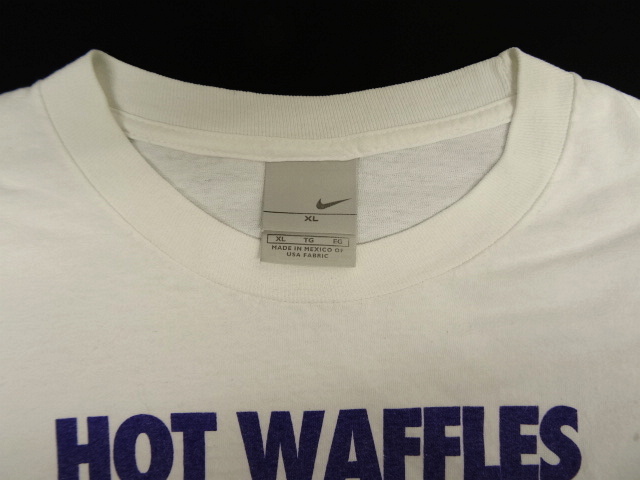 XL
XL TG EG
MADE IN MEXICO OF
USA FABRIC
HOT WAFFLES